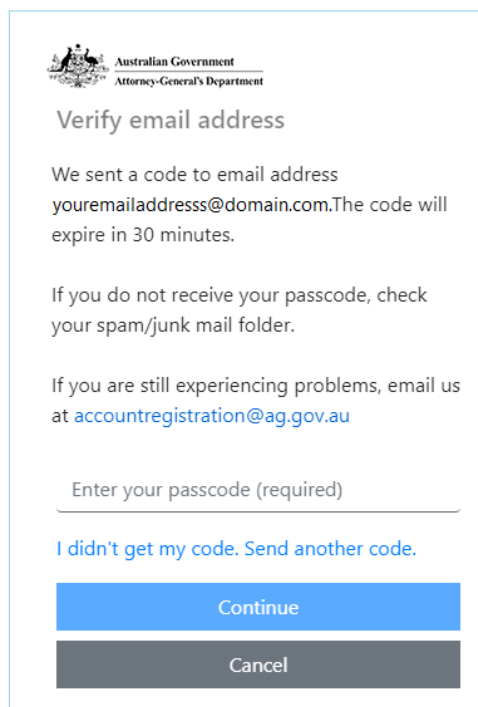 Australian Government
Attorney-General's Department
Verify email address
We sent a code to email address
youremailaddresss@domain.com.The code will
expire in 30 minutes.
If you do not receive your passcode, check
your spam/junk mail folder.
If you are still experiencing problems, email us
at accountregistration@ag.gov.au
Enter your passcode (required)
I didn't get my code. Send another code.
Continue
Cancel